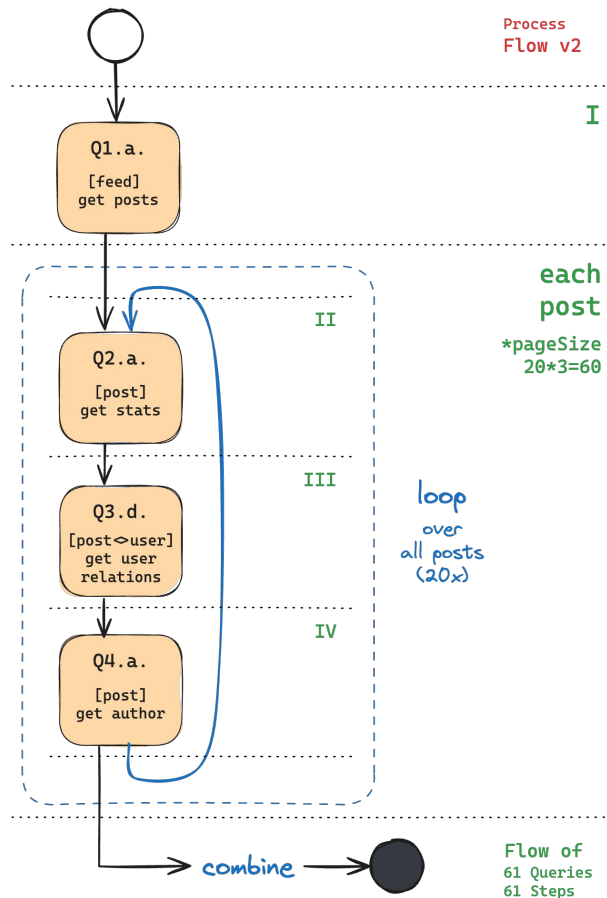 Process
Flow v2
I
Q1.a.
[feed]
get posts
each
post
*pageSize
20*3=60
II
Q2.a.
[post]
get stats
III
Q3.d.
[post<>user]
get user
relations
loop
over
all posts
(20x)
IV
Q4.a.
[post]
get author
combine
Flow of
61 Queries
61 Steps